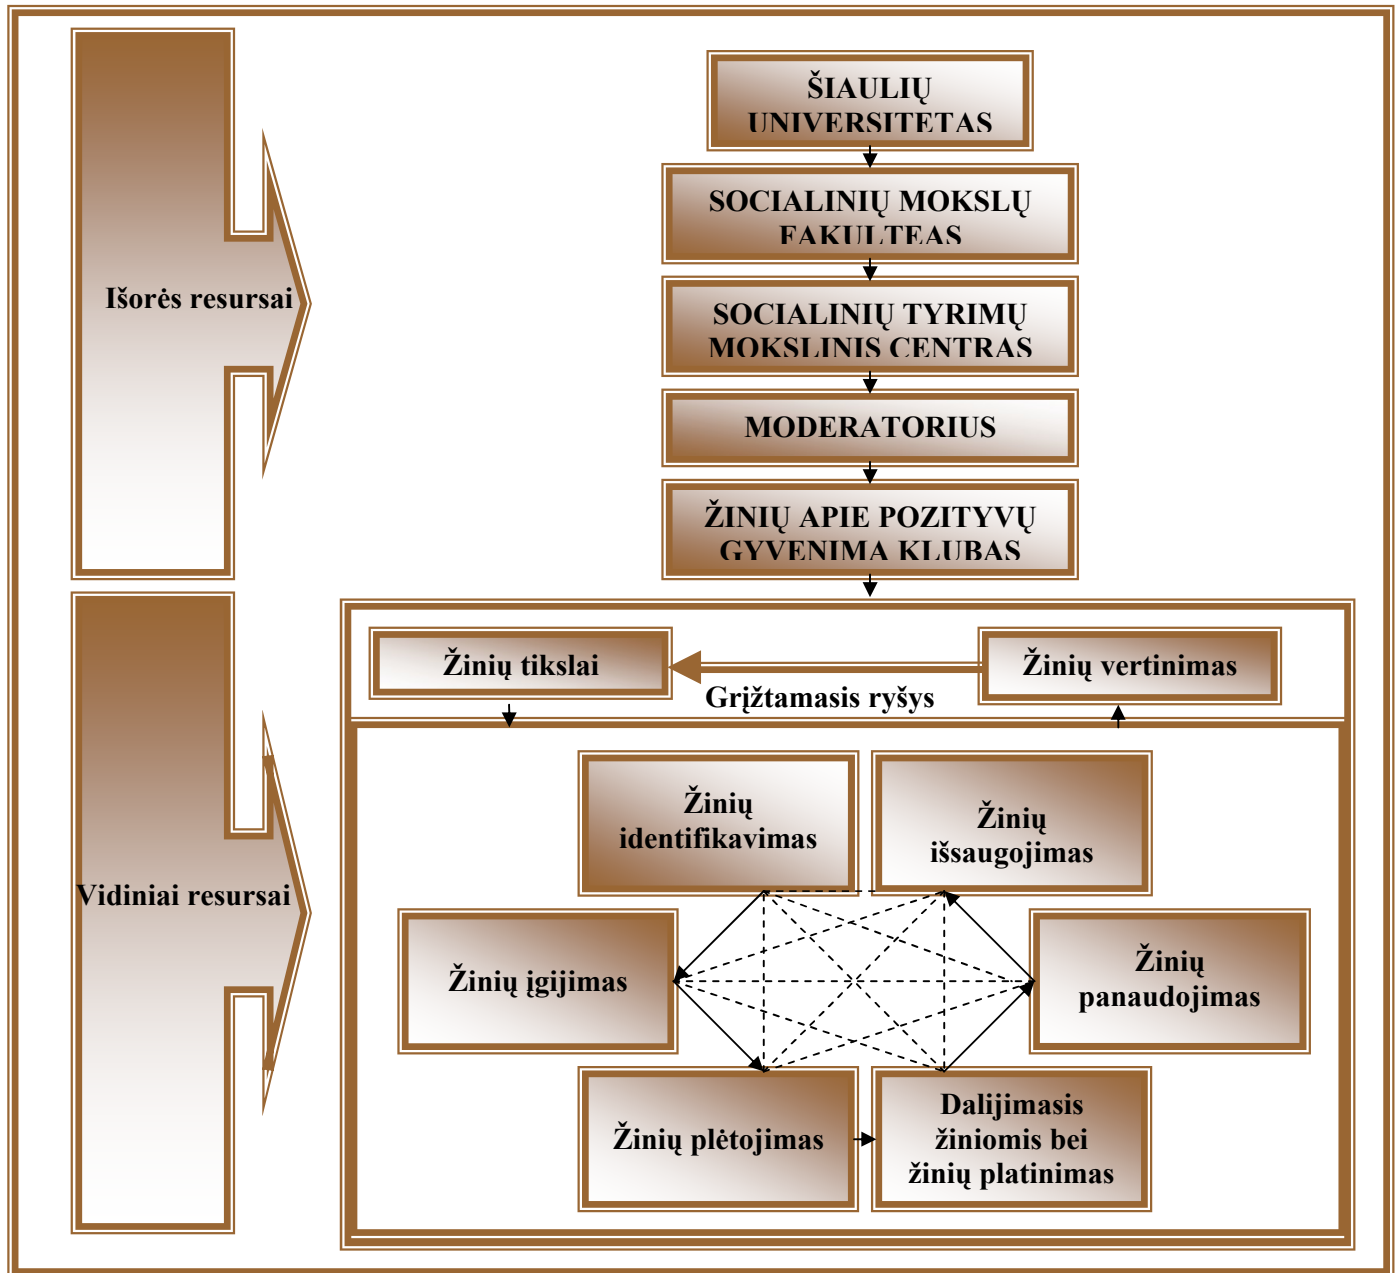 ŠIAULIŲ
UNIVERSITETAS
SOCIALINIŲ MOKSLŲ
FAKULTEAS
Išorės resursai
SOCIALINIŲ TYRIMŲ
MOKSLINIS CENTRAS
MODERATORIUS
ŽINIŲ APIE POZITYVŲ
GYVENIMA KLUBAS
Žinių tikslai
Žinių vertinimas
Grįžtamasis ryšys
Žinių
identifikavimas
Žinių
išsaugojimas
Vidiniai resursai
Žinių įgijimas
Žinių
panaudojimas
Žinių plėtojimas
Dalijimasis
žiniomis bei
žinių platinimas